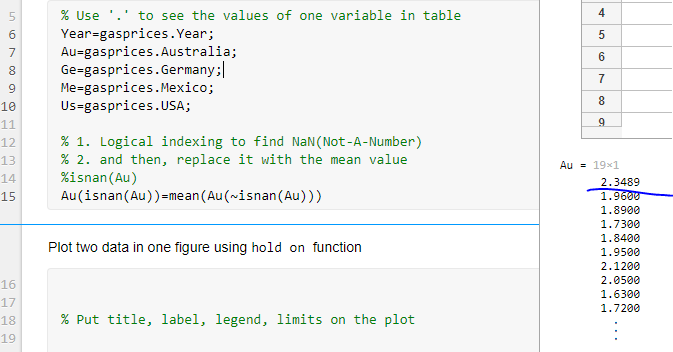 5 % Use '.' to see the values of one variable in table
6 Year=gasprices.Year;
7 Au=gasprices.Australia;
8 Ge=gasprices.Germany;
9 Me=gasprices.Mexico;
10 Us=gasprices.USA;
11
12 % 1. Logical indexing to find NaN(Not-A-Number)
13 % 2. and then, replace it with the mean value
14 %isnan(Au)
15 Au(isnan(Au))=mean(Au(~isnan(Au)))
Plot two data in one figure using hold on function
16
17
18 % Put title, label, legend, limits on the plot
19
4
5
6
7
8
9
Au = 19×1
2.3489
1.9600
1.8900
1.7300
1.8400
1.9500
2.1200
2.0500
1.6300
1.7200
⋮